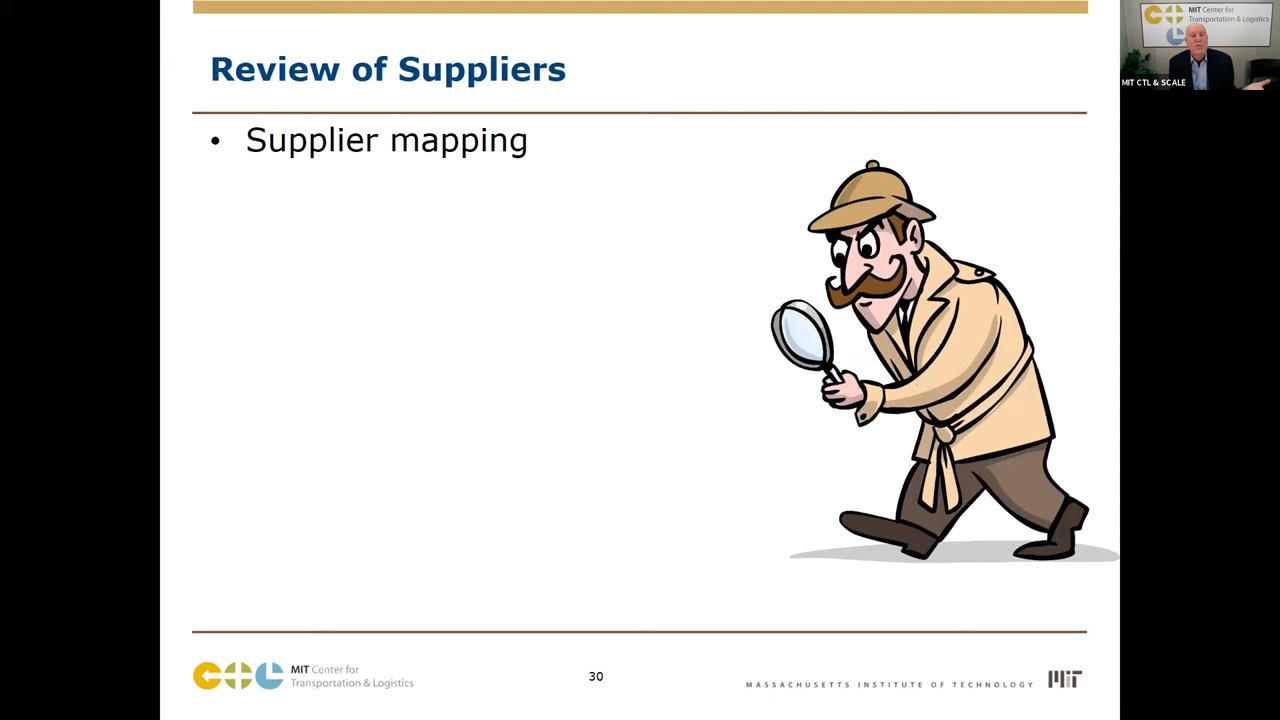 Review of Suppliers
• Supplier mapping
MIT Center for
Transportation & Logistics
30
MASSACHUSETTS INSTITUTE OF TECHNOLOGY
MIT
MIT Center for
Transportation & Logistics
MIT CTL & SCALE